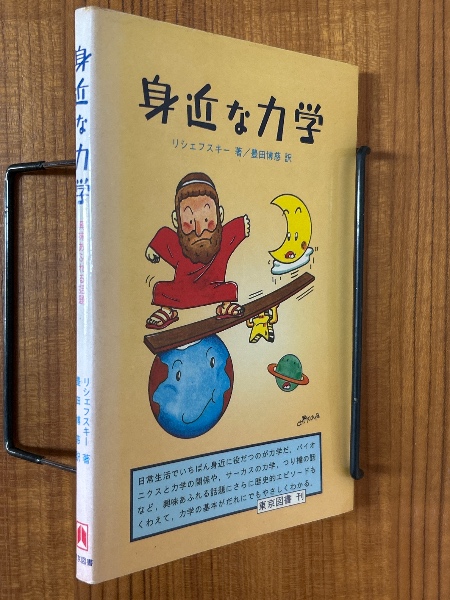 身近な力学
リシェフスキー 著／豊田博慈 訳
日常生活でいちばん身近に役だつのが力学だ。バイオ
ニクスと力学の関係や、サーカスの力学、つり橋の話
など、興味あふれる話題にさらに歴史的エピソードも
くわえて、力学の基本がだれにでもやさしくわかる。
東京図書 刊
身近な力学
リシェフスキー 著
豊田博慈 訳
東京図書